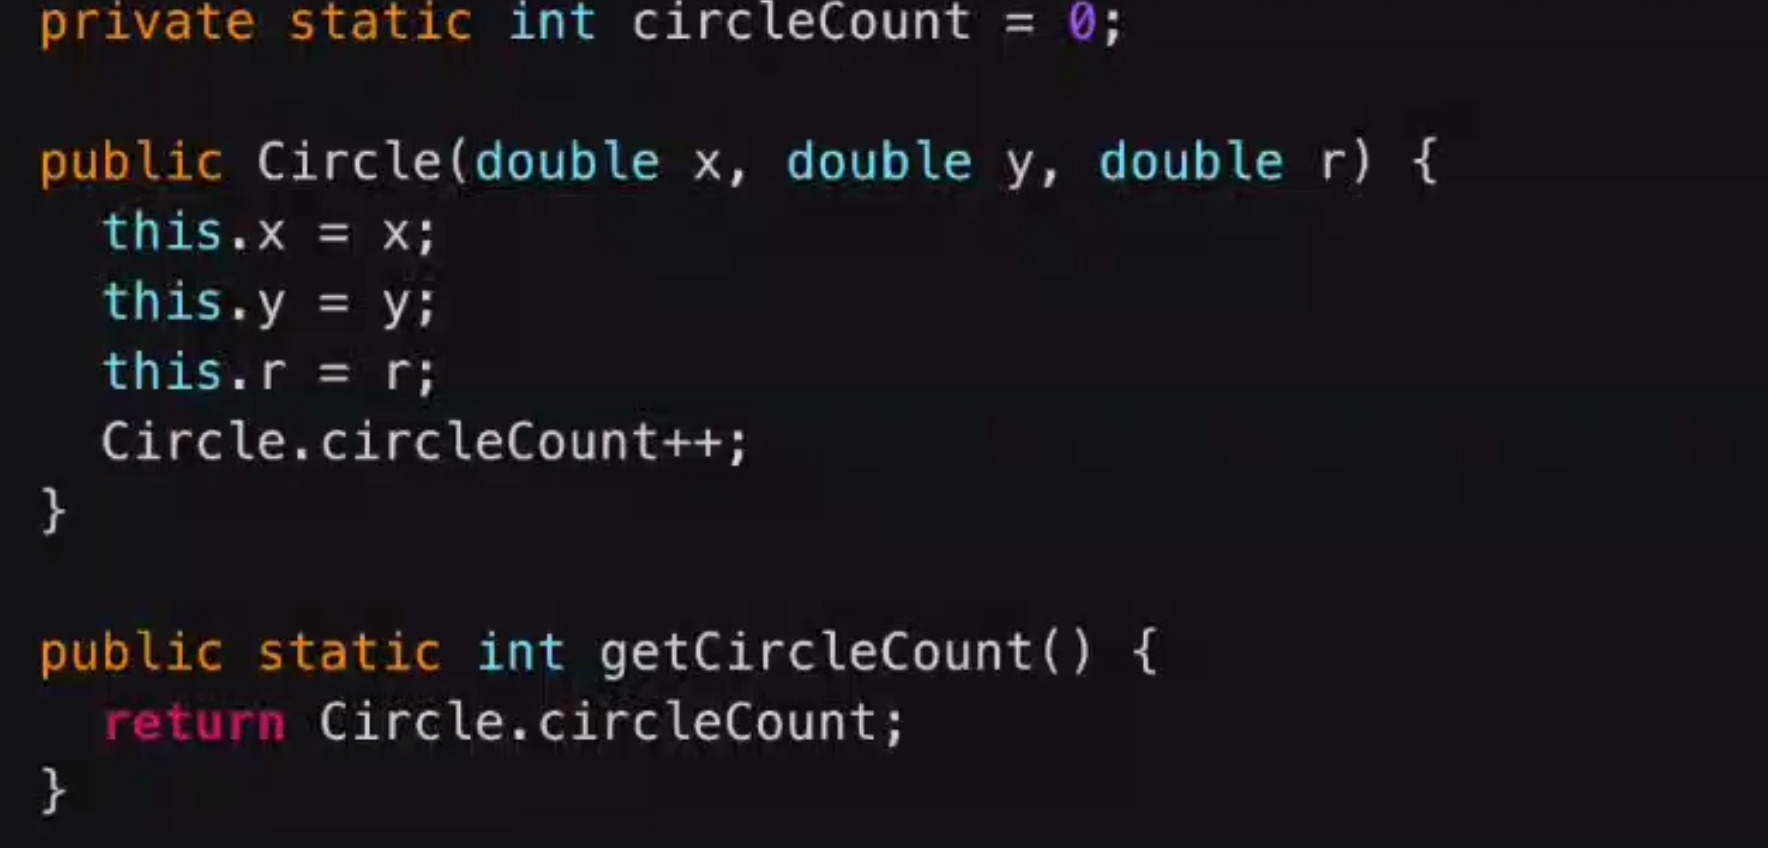 private static int circleCount = 0;
public Circle(double x, double y, double r) {
this.x = x;
this.y = y;
this.r = r;
Circle.circleCount++;
}
public static int getCircleCount() {
return Circle.circleCount;
}